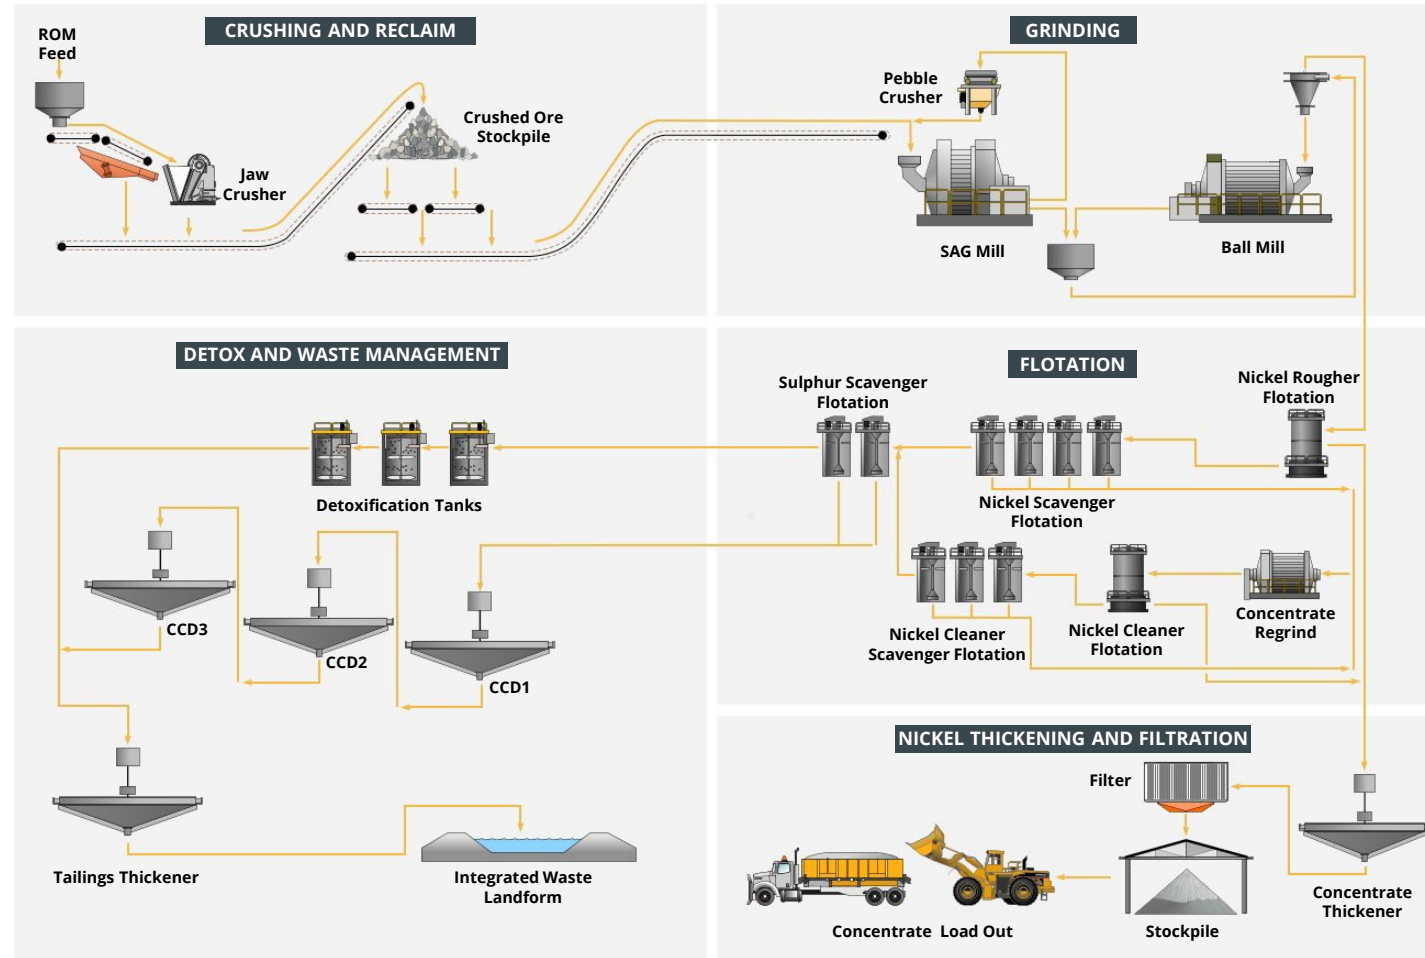 CRUSHING AND RECLAIM
ROM
Feed
Jaw
Crusher
Crushed Ore
Stockpile
GRINDING
Pebble
Crusher
SAG Mill
Ball Mill
DETOX AND WASTE MANAGEMENT
Detoxification Tanks
CCD3
CCD2
CCD1
Tailings Thickener
Integrated Waste
Landform
FLOTATION
Sulphur Scavenger
Flotation
Nickel Rougher
Flotation
Nickel Scavenger
Flotation
Nickel Cleaner
Scavenger Flotation
Nickel Cleaner
Flotation
Concentrate
Regrind
NICKEL THICKENING AND FILTRATION
Filter
Concentrate Load Out
Stockpile
Concentrate
Thickener